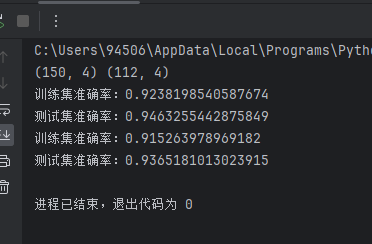 C:\Users\94506\AppData\Local\Programs\Pytho
(150, 4) (112, 4)
训练集准确率：0.9238198540587674
测试集准确率：0.9463255442875849
训练集准确率：0.915263978969182
测试集准确率：0.9365181013023915
进程已结束，退出代码为 0